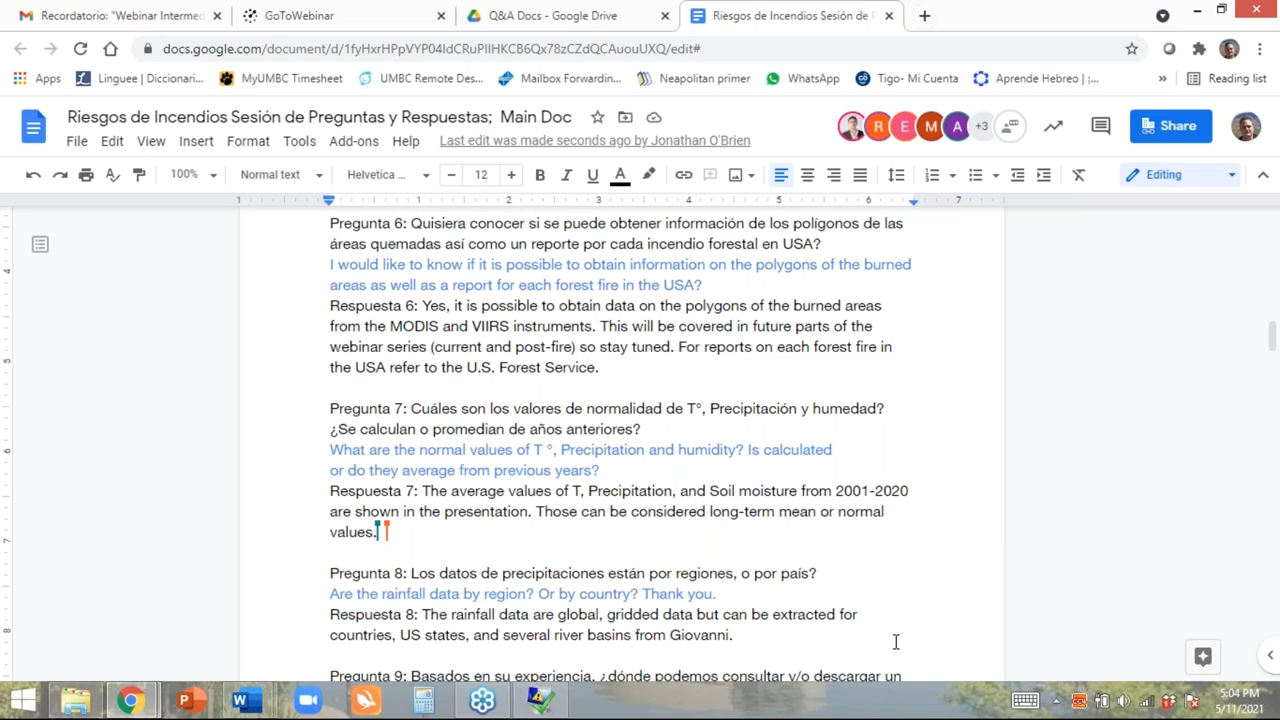 Recordatorio: "Webinar Intermed
GoToWebinar
Q&A Docs - Google Drive
Riesgos de Incendios Sesión de P
docs.google.com/document/d/1fyHxrHPpVYP04IdCRuPIIHKCB6Qx78zCZdQCAuouUXQ/edit#
Apps
Linguee | Diccionari...
MyUMBC Timesheet
UMBC Remote Des...
Mailbox Forwardin...
Neapolitan primer
WhatsApp
Tigo- Mi Cuenta
Aprende Hebreo | ¡...
»
Reading list
Riesgos de Incendios Sesión de Preguntas y Respuestas; Main Doc
R E M A +3
Share
File Edit View Insert Format Tools Add-ons Help Last edit was made seconds ago by Jonathan O'Brien
100% Normal text Helvetica ... 12 B I U A Editing
1 1 2 3 4 5 6 7
Pregunta 6: Quisiera conocer si se puede obtener información de los polígonos de las
áreas quemadas así como un reporte por cada incendio forestal en USA?
I would like to know if it is possible to obtain information on the polygons of the burned
areas as well as a report for each forest fire in the USA?
Respuesta 6: Yes, it is possible to obtain data on the polygons of the burned areas
from the MODIS and VIIRS instruments. This will be covered in future parts of the
webinar series (current and post-fire) so stay tuned. For reports on each forest fire in
the USA refer to the U.S. Forest Service.
Pregunta 7: Cuáles son los valores de normalidad de T°, Precipitación y humedad?
¿Se calculan o promedian de años anteriores?
What are the normal values of T °, Precipitation and humidity? Is calculated
or do they average from previous years?
Respuesta 7: The average values of T, Precipitation, and Soil moisture from 2001-2020
are shown in the presentation. Those can be considered long-term mean or normal
values.
Pregunta 8: Los datos de precipitaciones están por regiones, o por país?
Are the rainfall data by region? Or by country? Thank you.
Respuesta 8: The rainfall data are global, gridded data but can be extracted for
countries, US states, and several river basins from Giovanni.
Pregunta 9: Basados en su experiencia, ¿dónde podemos consultar y/o descargar un
4
5
6
7
8
5:04 PM
5/11/2021